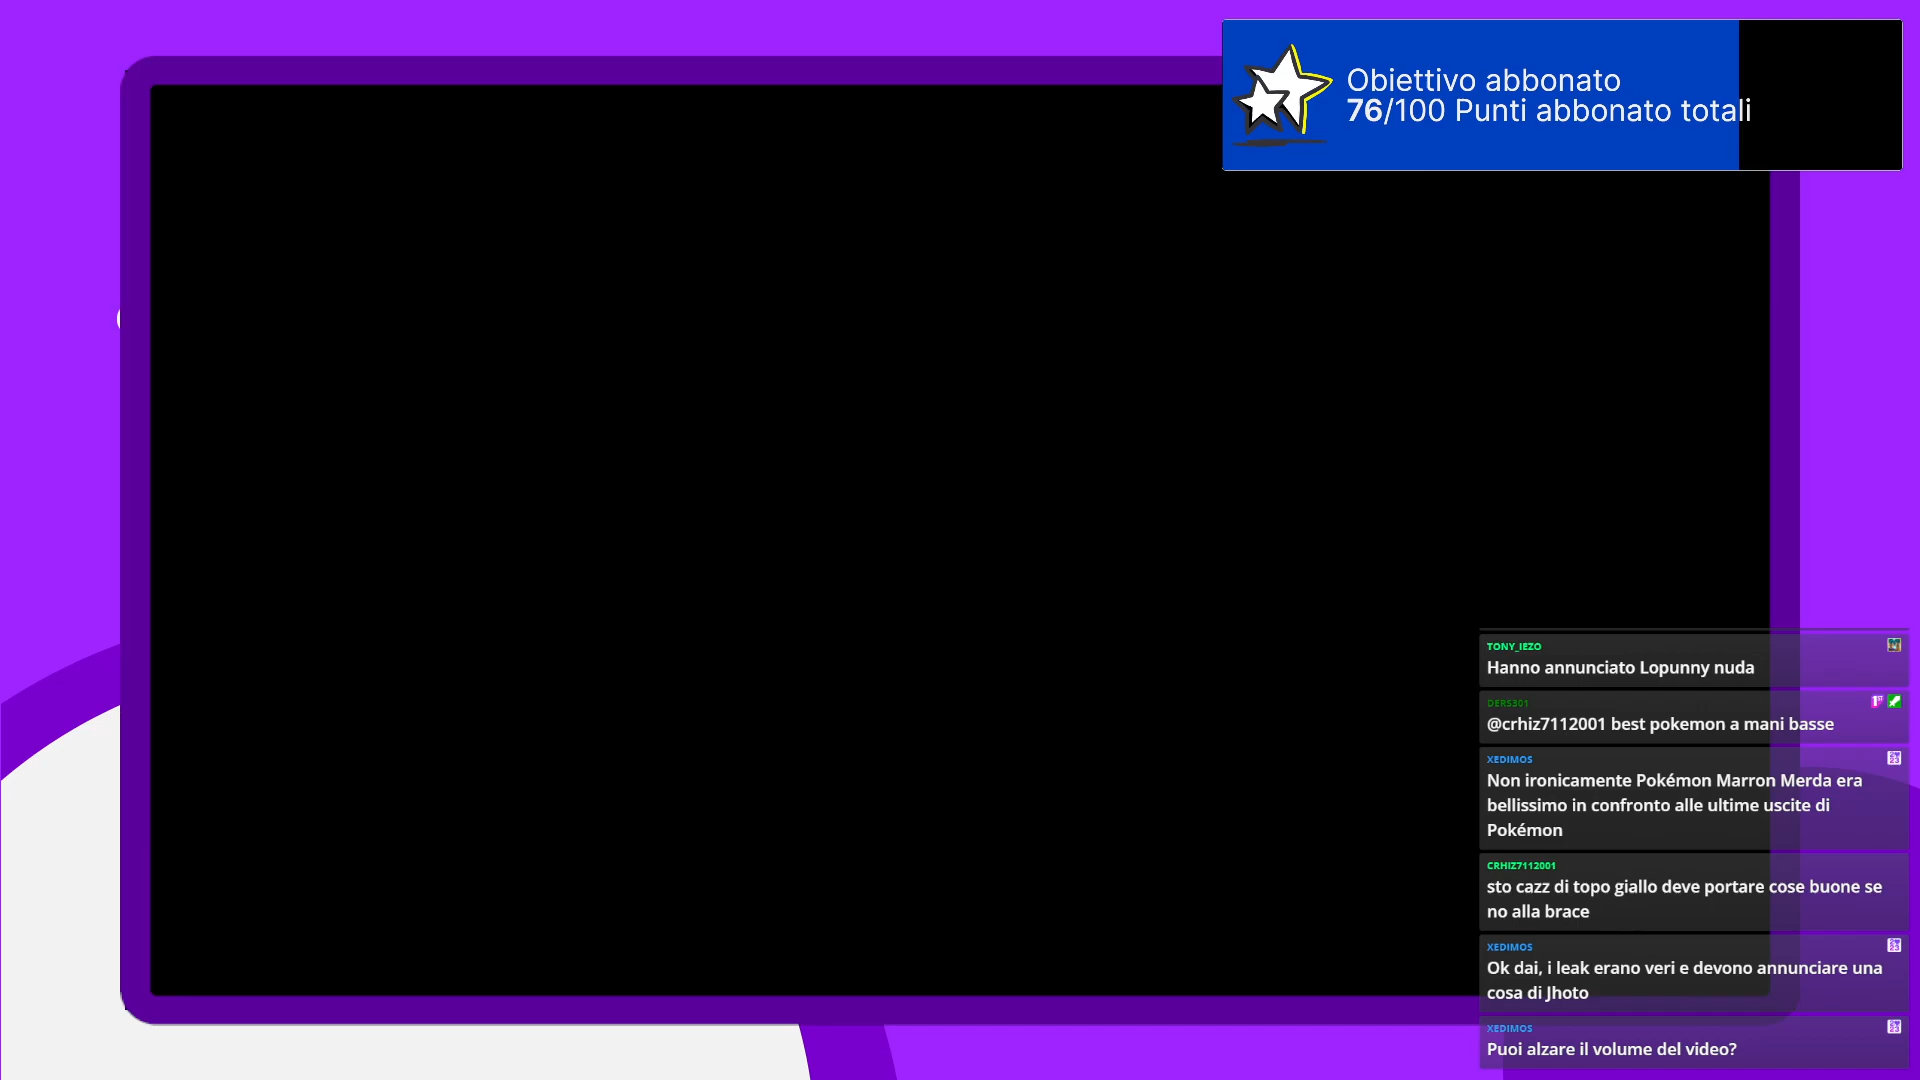 Obiettivo abbonato
76/100 Punti abbonato totali
TONY_IEZO
Hanno annunciato Lopunny nuda
DERS301
@crhiz7112001 best pokemon a mani basse
XEDIMOS
Non ironicamente Pokémon Marron Merda era
bellissimo in confronto alle ultime uscite di
Pokémon
CRHIZ7112001
sto cazz di topo giallo deve portare cose buone se
no alla brace
XEDIMOS
Ok dai, i leak erano veri e devono annunciare una
cosa di Jhoto
XEDIMOS
Puoi alzare il volume del video?